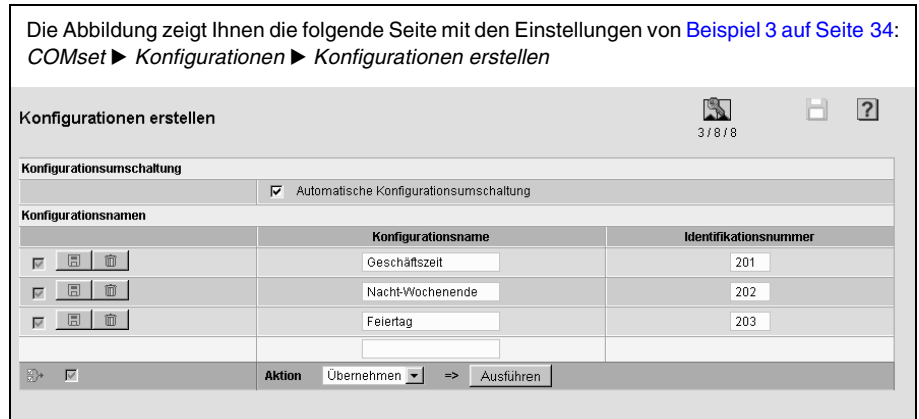 Die Abbildung zeigt Ihnen die folgende Seite mit den Einstellungen von Beispiel 3 auf Seite 34:
COMset ▶ Konfigurationen ▶ Konfigurationen erstellen
Konfigurationen erstellen
3/8/8
?
Konfigurationsumschaltung
Automatische Konfigurationsumschaltung
Konfigurationsnamen
Konfigurationsname Identifikationsnummer
Geschäftszeit 201
Nacht-Wochenende 202
Feiertag 203
Aktion Übernehmen => Ausführen